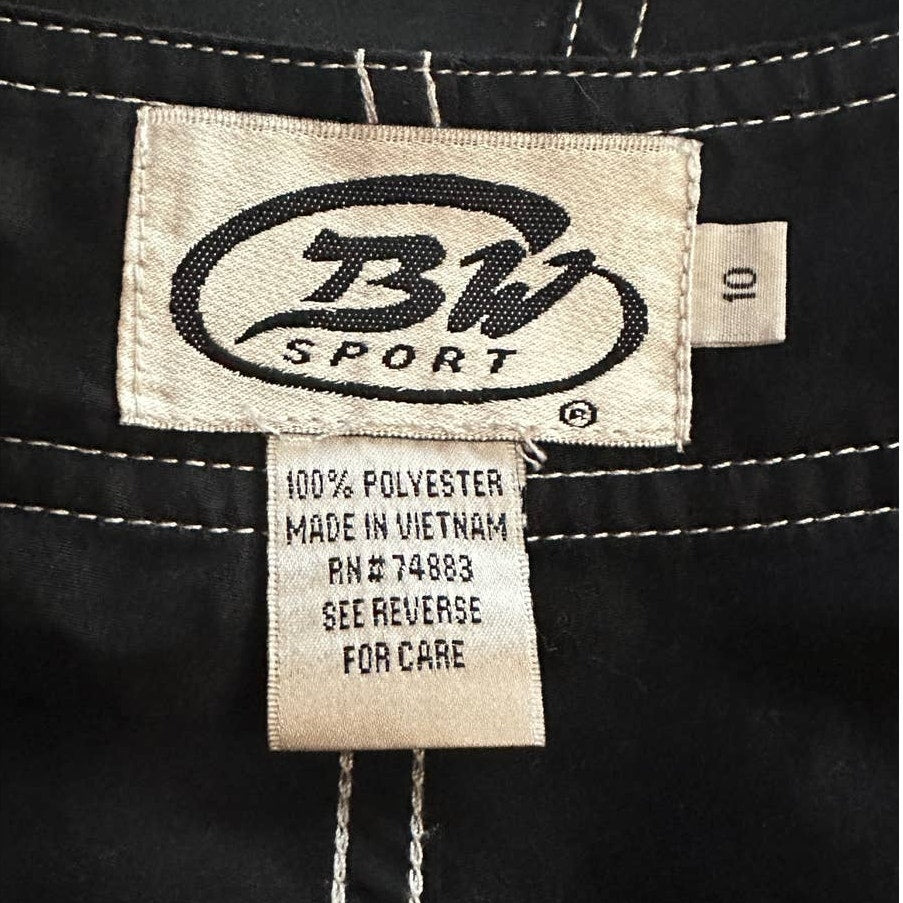 BW
SPORT
®
10
100% POLYESTER
MADE IN VIETNAM
RN# 74883
SEE REVERSE
FOR CARE